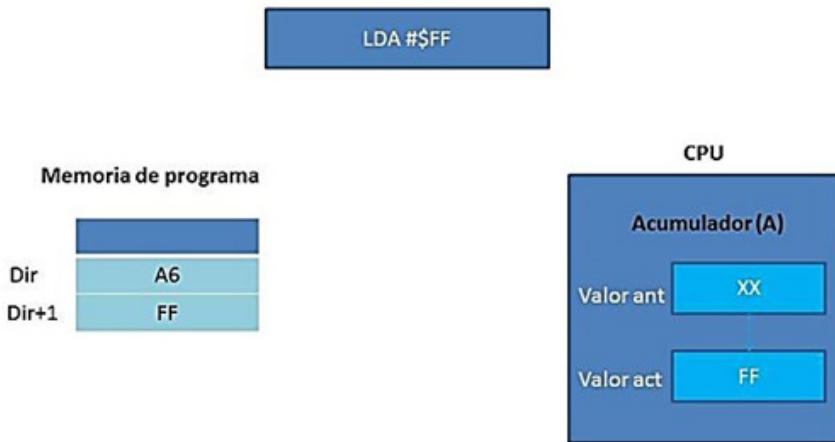 LDA #$FF
CPU
Memoria de programa
Acumulador(A)
Dir A6
Valor ant XX
Dir+1 FF
Valor act FF